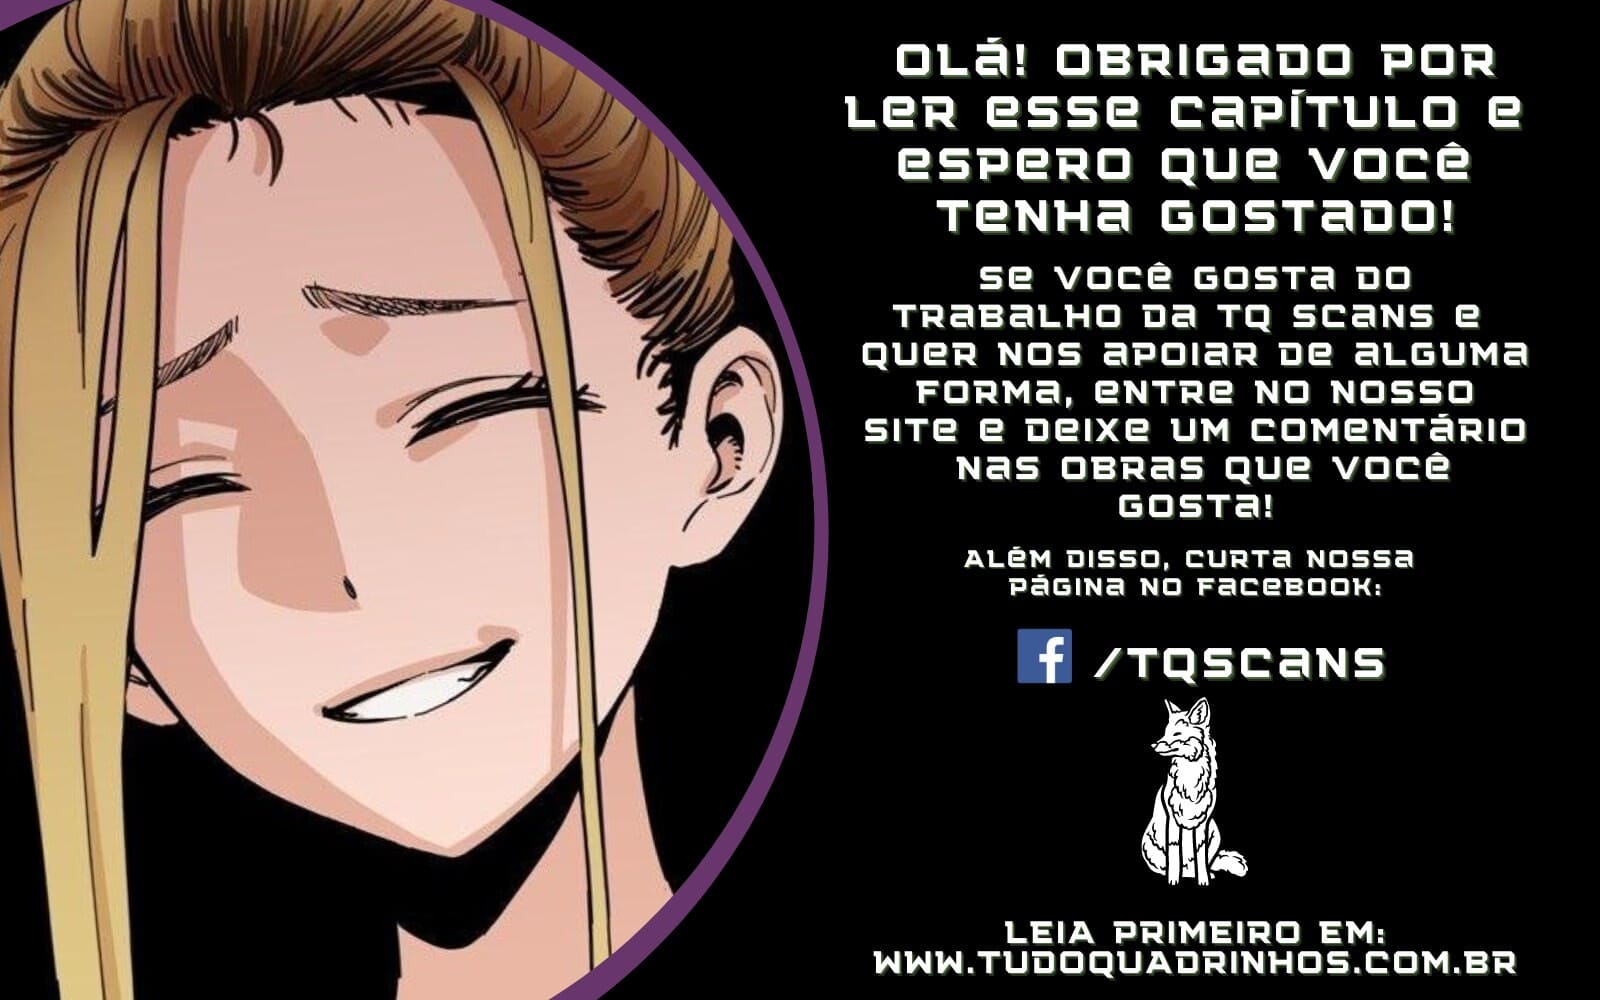 OLÁ! OBRIGADO POR
LER ESSE CAPÍTULO E
ESPERO QUE VOCÊ
TENHA GOSTADO!
SE VOCÊ GOSTA DO
TRABALHO DA TQ SCANS E
QUER NOS APOIAR DE ALGUMA
FORMA, ENTRE NO NOSSO
SITE E DEIXE UM COMENTÁRIO
NAS OBRAS QUE VOCÊ
GOSTA!
ALÉM DISSO, CURTA NOSSA
PÁGINA NO FACEBOOK:
f /TQSCANS
LEIA PRIMEIRO EM:
WWW.TUDOQUADRINHOS.COM.BR